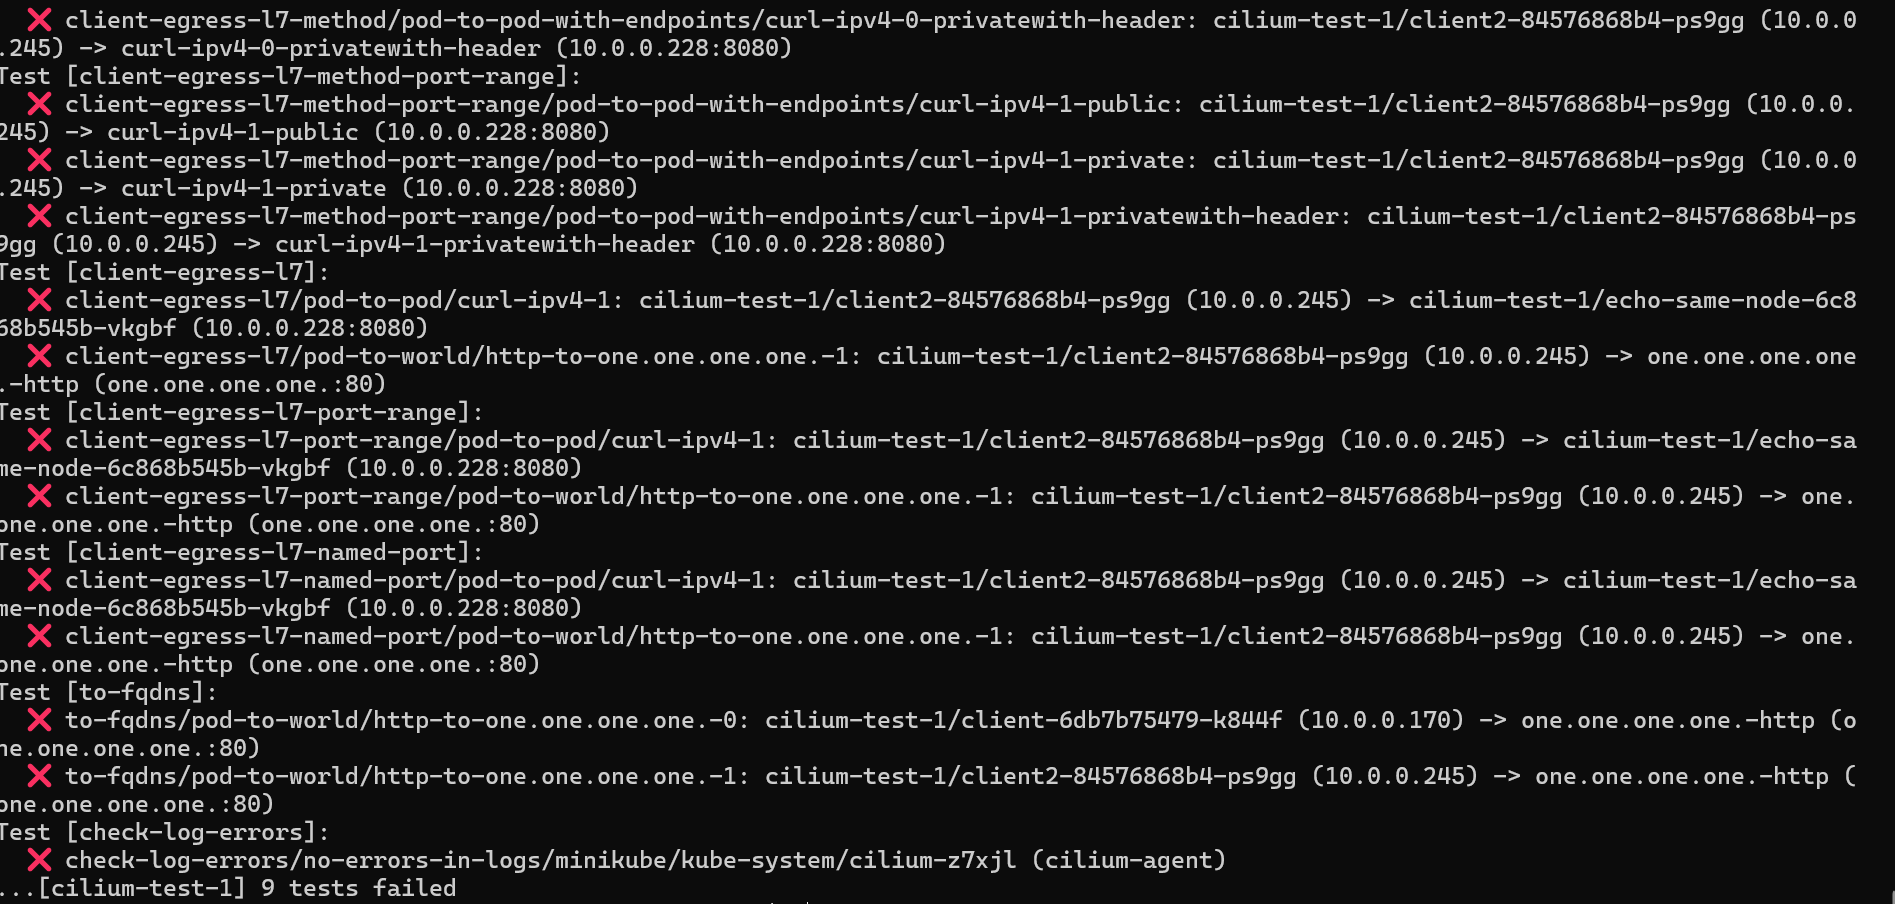 ❌ client-egress-l7-method/pod-to-pod-with-endpoints/curl-ipv4-0-privatewith-header: cilium-test-1/client2-84576868b4-ps9gg (10.0.0
.245) -> curl-ipv4-0-privatewith-header (10.0.0.228:8080)
Test [client-egress-l7-method-port-range]:
❌ client-egress-l7-method-port-range/pod-to-pod-with-endpoints/curl-ipv4-1-public: cilium-test-1/client2-84576868b4-ps9gg (10.0.0.
245) -> curl-ipv4-1-public (10.0.0.228:8080)
❌ client-egress-l7-method-port-range/pod-to-pod-with-endpoints/curl-ipv4-1-private: cilium-test-1/client2-84576868b4-ps9gg (10.0.0
.245) -> curl-ipv4-1-private (10.0.0.228:8080)
❌ client-egress-l7-method-port-range/pod-to-pod-with-endpoints/curl-ipv4-1-privatewith-header: cilium-test-1/client2-84576868b4-ps
9gg (10.0.0.245) -> curl-ipv4-1-privatewith-header (10.0.0.228:8080)
Test [client-egress-l7]:
❌ client-egress-l7/pod-to-pod/curl-ipv4-1: cilium-test-1/client2-84576868b4-ps9gg (10.0.0.245) -> cilium-test-1/echo-same-node-6c8
68b545b-vkgbf (10.0.0.228:8080)
❌ client-egress-l7/pod-to-world/http-to-one.one.one.one.-1: cilium-test-1/client2-84576868b4-ps9gg (10.0.0.245) -> one.one.one.one
.-http (one.one.one.one.:80)
Test [client-egress-l7-port-range]:
❌ client-egress-l7-port-range/pod-to-pod/curl-ipv4-1: cilium-test-1/client2-84576868b4-ps9gg (10.0.0.245) -> cilium-test-1/echo-sa
me-node-6c868b545b-vkgbf (10.0.0.228:8080)
❌ client-egress-l7-port-range/pod-to-world/http-to-one.one.one.one.-1: cilium-test-1/client2-84576868b4-ps9gg (10.0.0.245) -> one.
one.one.one.-http (one.one.one.one.:80)
Test [client-egress-l7-named-port]:
❌ client-egress-l7-named-port/pod-to-pod/curl-ipv4-1: cilium-test-1/client2-84576868b4-ps9gg (10.0.0.245) -> cilium-test-1/echo-sa
me-node-6c868b545b-vkgbf (10.0.0.228:8080)
❌ client-egress-l7-named-port/pod-to-world/http-to-one.one.one.one.-1: cilium-test-1/client2-84576868b4-ps9gg (10.0.0.245) -> one.
one.one.one.-http (one.one.one.one.:80)
Test [to-fqdns]:
❌ to-fqdns/pod-to-world/http-to-one.one.one.one.-0: cilium-test-1/client-6db7b75479-k844f (10.0.0.170) -> one.one.one.one.-http (o
ne.one.one.one.:80)
❌ to-fqdns/pod-to-world/http-to-one.one.one.one.-1: cilium-test-1/client2-84576868b4-ps9gg (10.0.0.245) -> one.one.one.one.-http (
one.one.one.one.:80)
Test [check-log-errors]:
❌ check-log-errors/no-errors-in-logs/minikube/kube-system/cilium-z7xjl (cilium-agent)
...[cilium-test-1] 9 tests failed